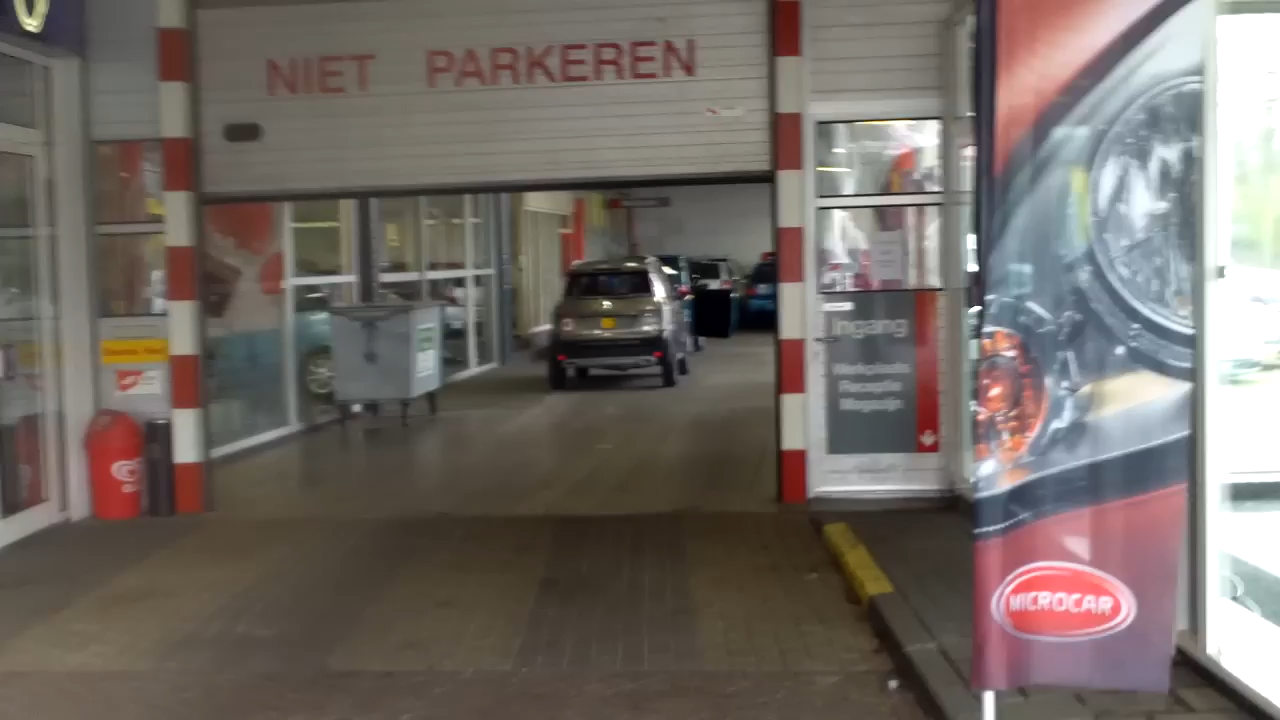 NIET PARKEREN
Ingang
Werkplaats
Receptie
Magazijn
MICROCAR